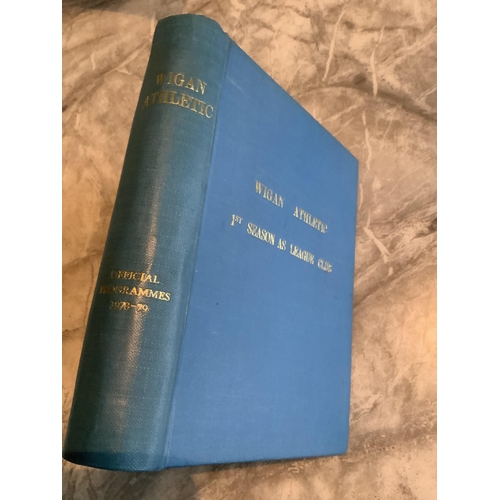 WIGAN
ATHLETIC
OFFICIAL
PROGRAMMES
1978-79
WIGAN ATHLETIC
1ST SEASON AS LEAGUE CLUB